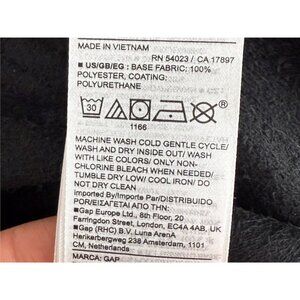 MADE IN VIETNAM
RN 54023 / CA 17897
■ US/GB/EG : BASE FABRIC: 100%
POLYESTER, COATING:
POLYURETHANE
30
1166
MACHINE WASH COLD GENTLE CYCLE/
WASH AND DRY INSIDE OUT/ WASH
WITH LIKE COLORS/ ONLY NON-
CHLORINE BLEACH WHEN NEEDED/
TUMBLE DRY LOW/ COOL IRON/ DO
NOT DRY CLEAN
Imported by/Importe Par/DISTRIBUIDO
POR/ΕΙΣΑΓΕΤΑΙ ΑΠΟ ΤΗΝ:
■Gap Europe Ltd., 8th Floor, 20
Farringdon Street, London, EC4A 4AB, UK
■Gap (RHC) B.V. Luna ArenA,
Herikerbergweg 238 Amsterdam, 1101
CM, Netherlands
MARCA: GAP